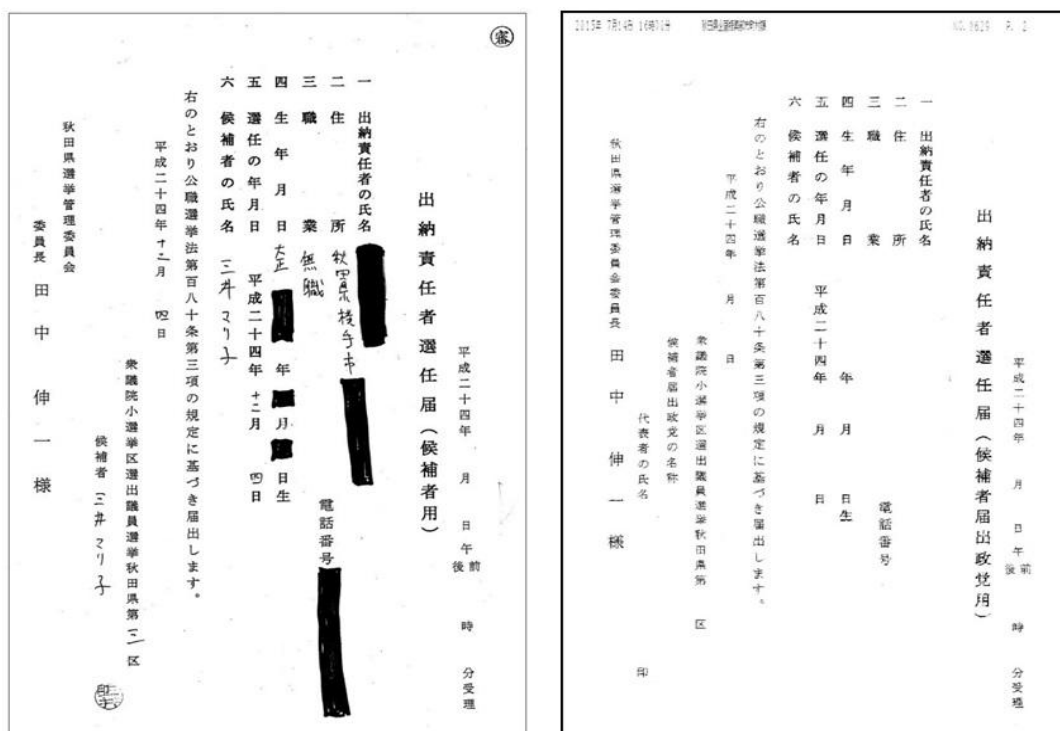 審
平成二十四年 月 日 午前後 時 分受理
出納責任者選任届(候補者用)
一 出納責任者の氏名
二 住所 秋田県横手市
電話番号
三 職業 無職
四 生年月日 大正 年 月 日生
五 選任の年月日 平成二十四年 十二月 四日
六 候補者の氏名 三井マリ子
右のとおり公職選挙法第百八十条第三項の規定に基づき届出します。
平成二十四年十二月 四日
衆議院小選挙区選出議員選挙秋田県第三区
候補者 三井マリ子
秋田県選挙管理委員会
委員長 田中伸一様
2015年 7月14日 16時
NO.1629 P. 2
平成二十四年 月 日 午前後 時 分受理
出納責任者選任届(候補者届出政党用)
一 出納責任者の氏名
二 住所
電話番号
三 職業
四 生年月日 年 月 日生
五 選任の年月日 平成二十四年 月 日
六 候補者の氏名
右のとおり公職選挙法第百八十条第三項の規定に基づき届出します。
平成二十四年 月 日
衆議院小選挙区選出議員選挙秋田県第 区
候補者届出政党の名称
代表者の氏名 印
秋田県選挙管理委員会委員長 田中伸一様